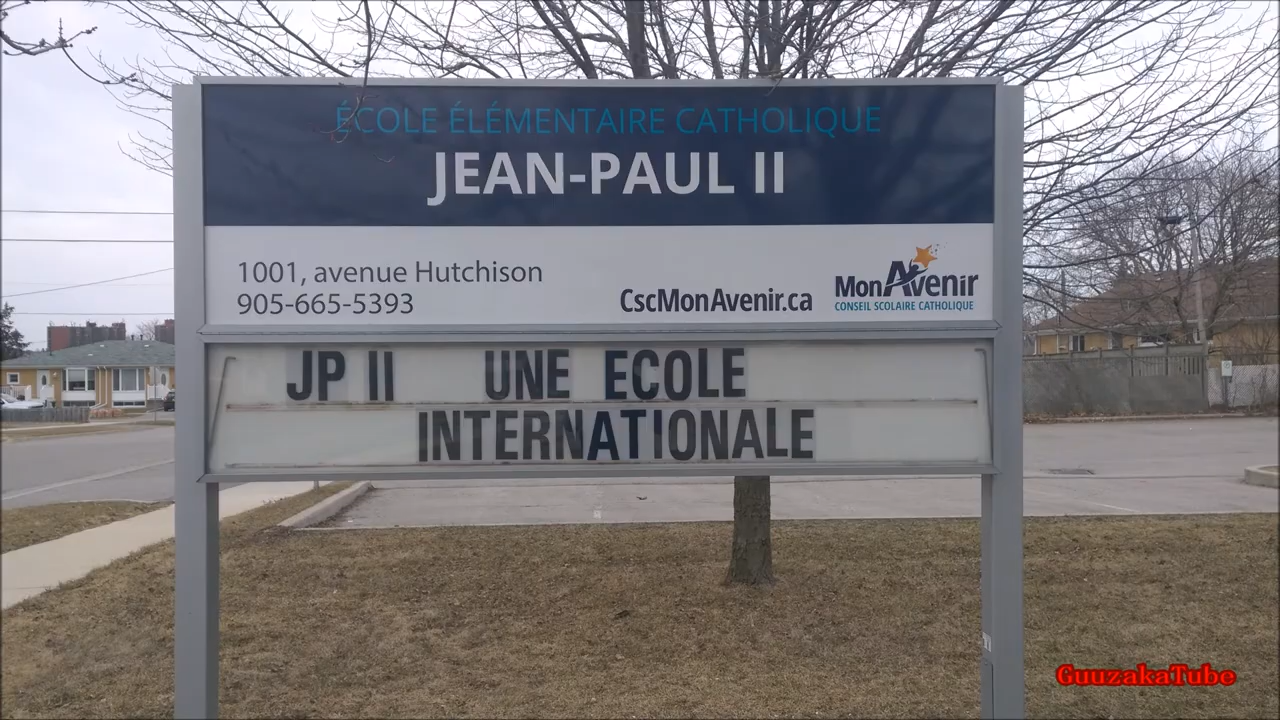 ÉCOLE ÉLÉMENTAIRE CATHOLIQUE
JEAN-PAUL II
1001, avenue Hutchison
905-665-5393
CscMonAvenir.ca
MonAvenir
CONSEIL SCOLAIRE CATHOLIQUE
JP II UNE ECOLE
INTERNATIONALE
GuuzakaTube